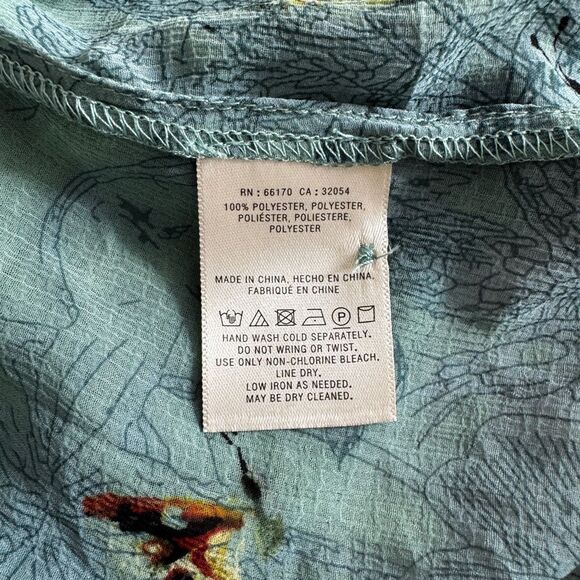 RN : 66170 CA : 32054
100% POLYESTER, POLYESTER,
POLIÉSTER, POLIESTERE,
POLYESTER
MADE IN CHINA, HECHO EN CHINA.
FABRIQUÉ EN CHINE
P
HAND WASH COLD SEPARATELY.
DO NOT WRING OR TWIST.
USE ONLY NON-CHLORINE BLEACH.
LINE DRY.
LOW IRON AS NEEDED.
MAY BE DRY CLEANED.